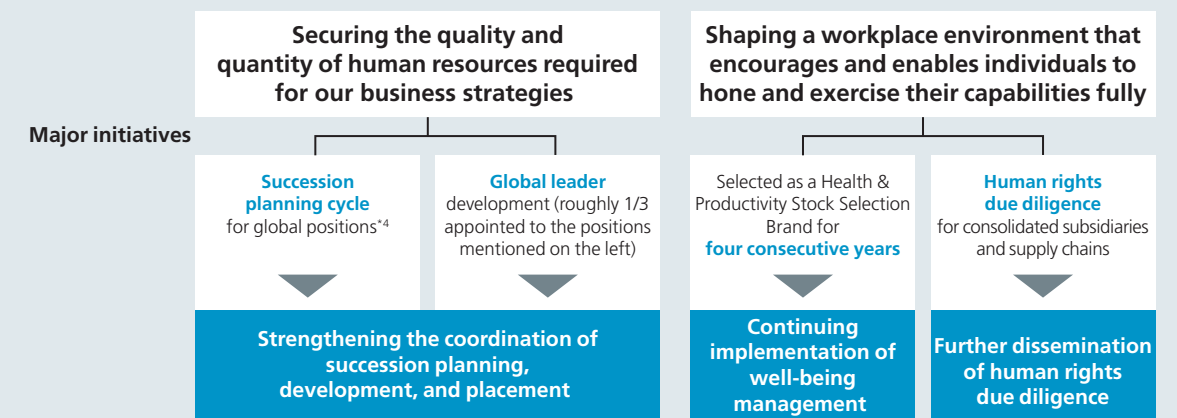 Securing the quality and
quantity of human resources required
for our business strategies
Shaping a workplace environment that
encourages and enables individuals to
hone and exercise their capabilities fully
Major initiatives
Succession
planning cycle
for global positions*4
Global leader
development (roughly 1/3
appointed to the positions
mentioned on the left)
Selected as a Health &
Productivity Stock Selection
Brand for
four consecutive years
Human rights
due diligence
for consolidated subsidiaries
and supply chains
Strengthening the coordination of
succession planning,
development, and placement
Continuing
implementation of
well-being
management
Further dissemination
of human rights
due diligence